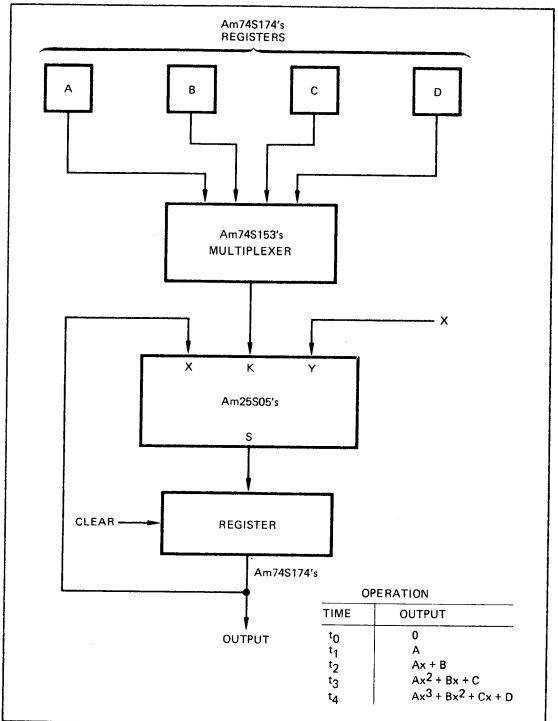 Am74S174's
REGISTERS
A B C D
Am74S153's
MULTIPLEXER
X
X K Y
Am25S05's
S
CLEAR
REGISTER
Am74S174's
OUTPUT
OPERATION
TIME OUTPUT
t0 0
t1 A
t2 Ax + B
t3 Ax² + Bx + C
t4 Ax³ + Bx² + Cx + D